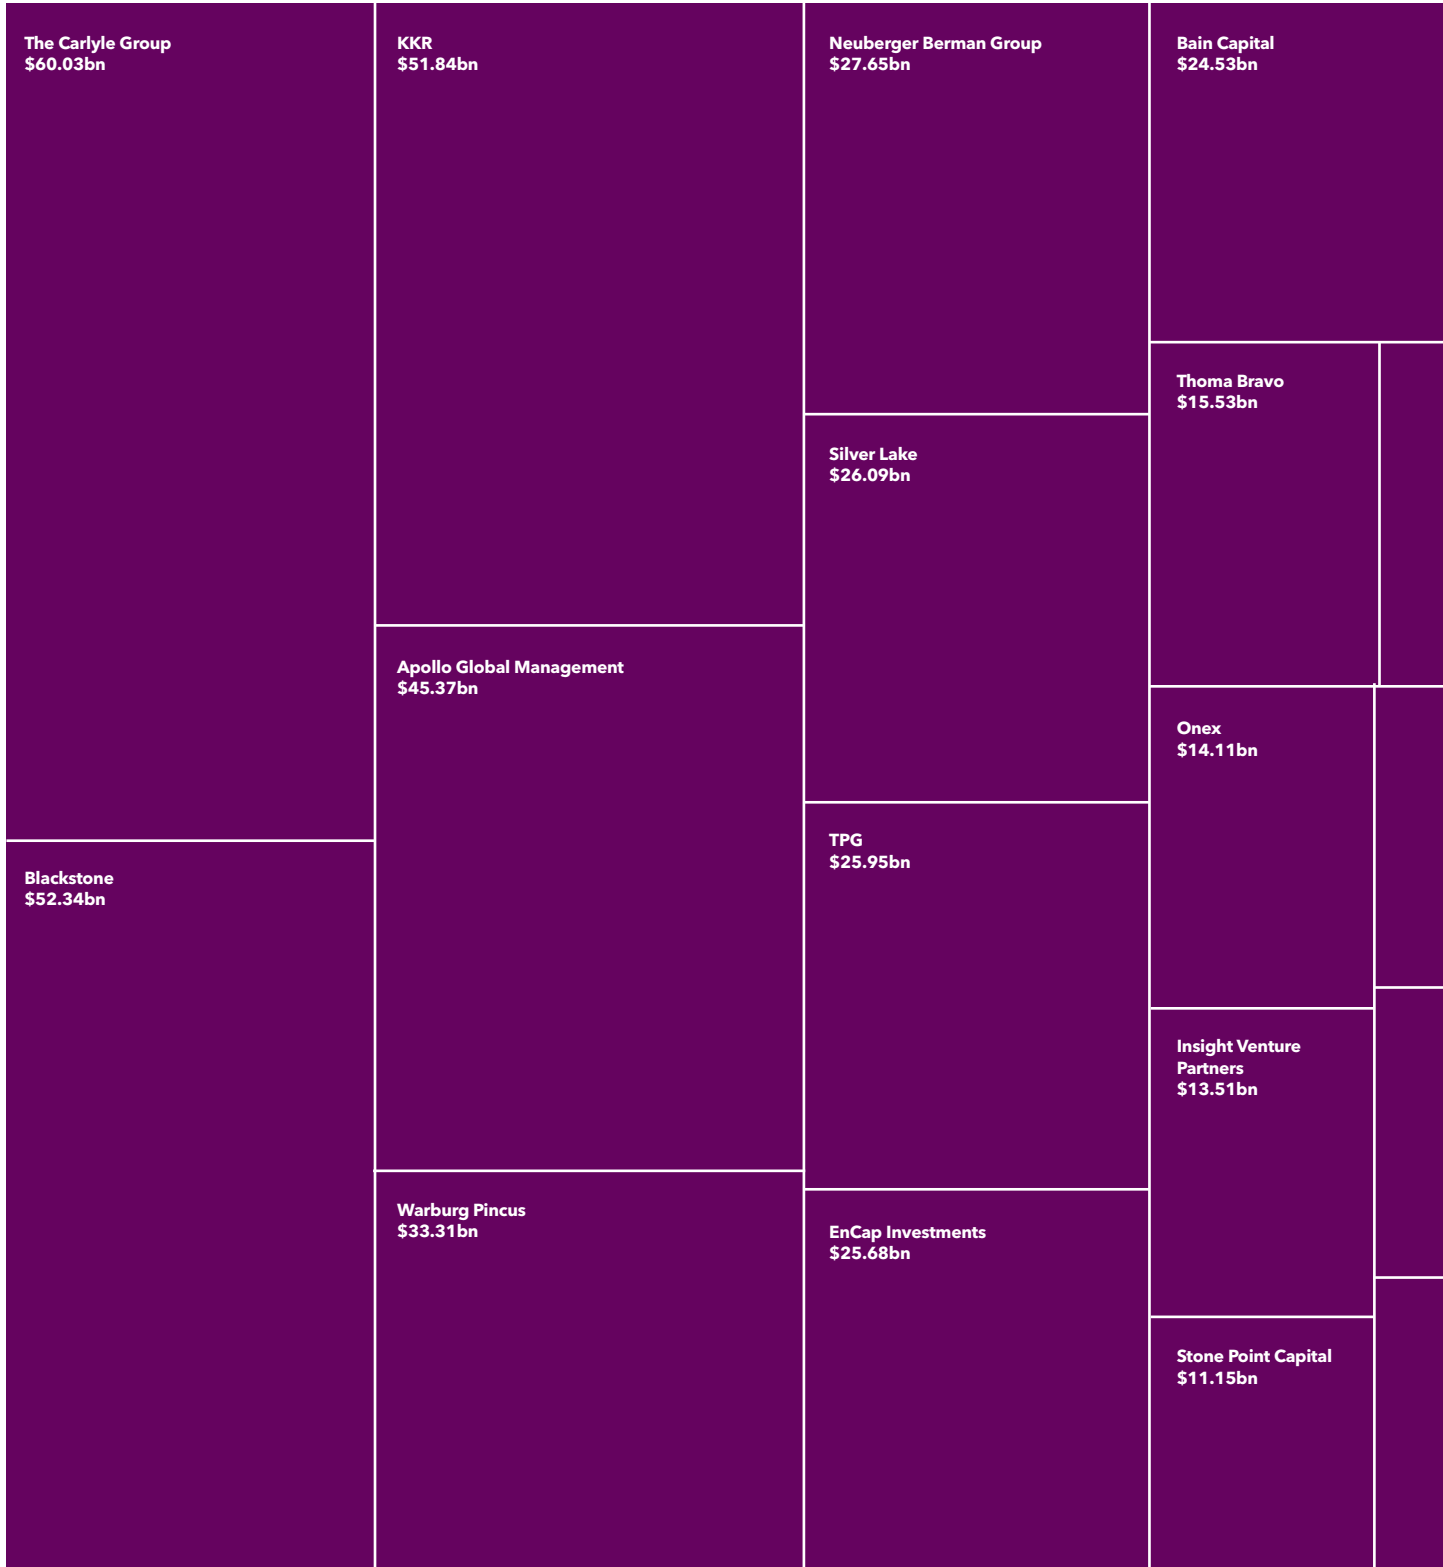 The Carlyle Group
$60.03bn
Blackstone
$52.34bn
KKR
$51.84bn
Apollo Global Management
$45.37bn
Warburg Pincus
$33.31bn
Neuberger Berman Group
$27.65bn
Silver Lake
$26.09bn
TPG
$25.95bn
EnCap Investments
$25.68bn
Bain Capital
$24.53bn
Thoma Bravo
$15.53bn
Onex
$14.11bn
Insight Venture
Partners
$13.51bn
Stone Point Capital
$11.15bn